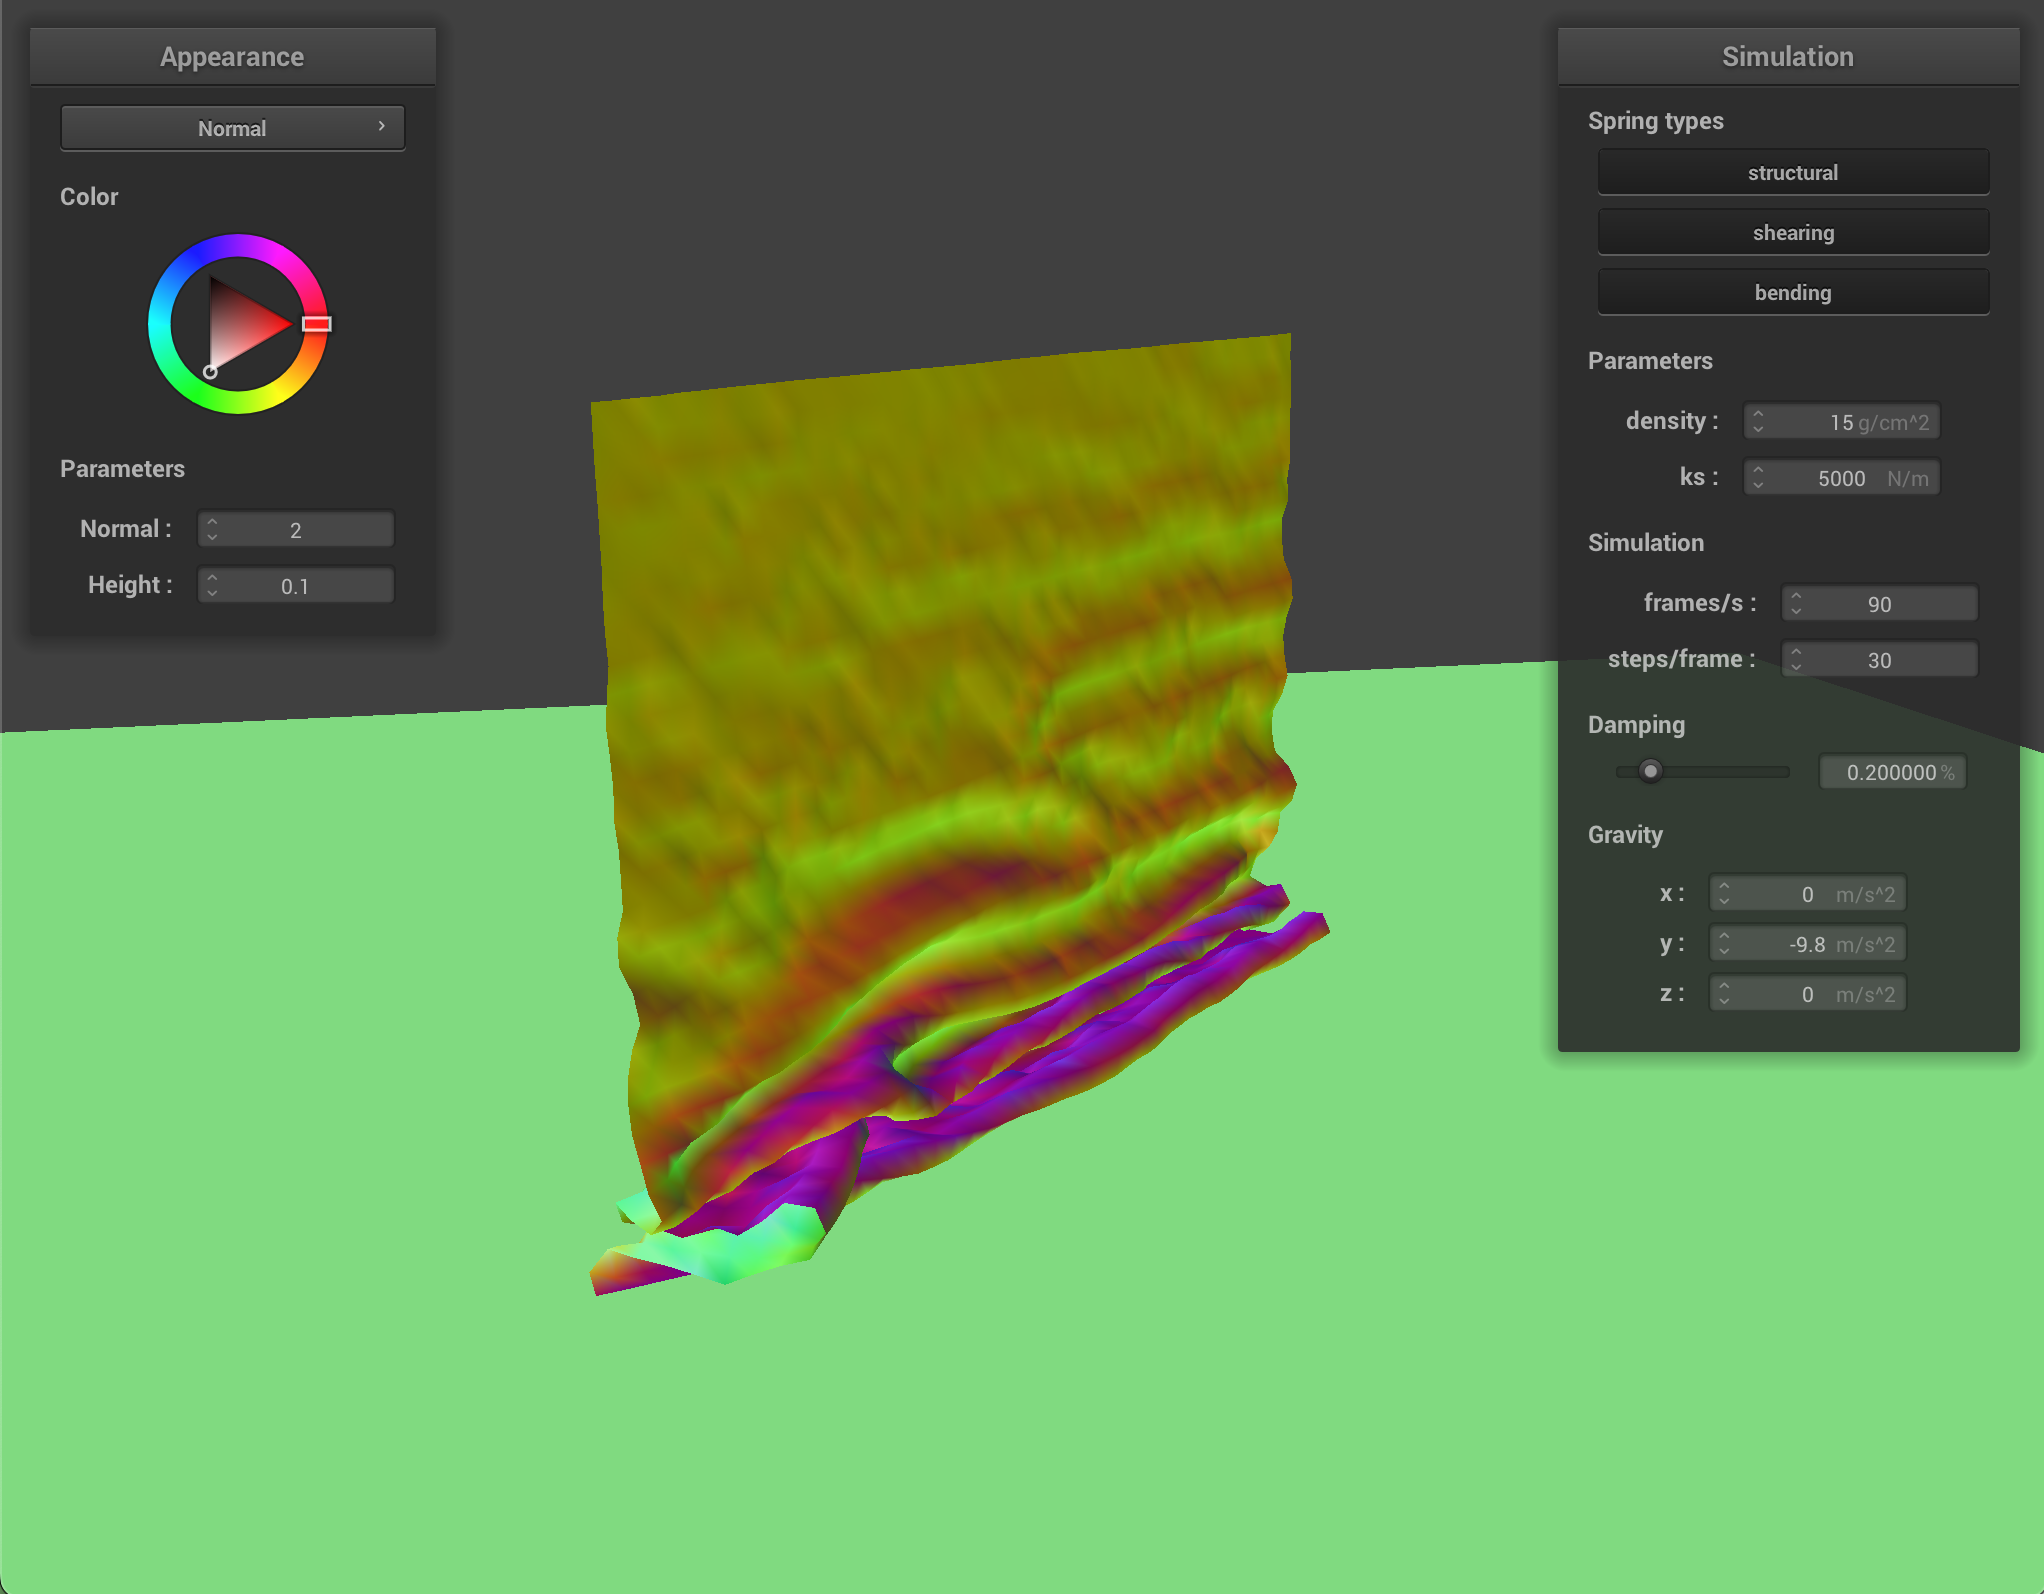 Appearance
Normal
Color
Parameters
Normal : 2
Height : 0.1
Simulation
Spring types
structural
shearing
bending
Parameters
density : 15 g/cm^2
ks : 5000 N/m
Simulation
frames/s : 90
steps/frame : 30
Damping
0.200000 %
Gravity
x : 0 m/s^2
y : -9.8 m/s^2
z : 0 m/s^2